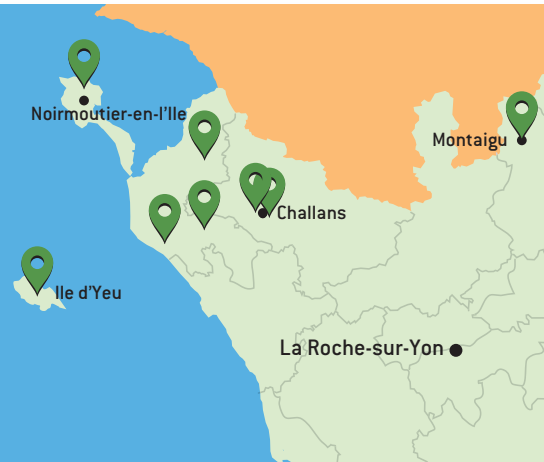 Noirmoutier-en-l'Ile
Montaigu
Challans
Ile d'Yeu
La Roche-sur-Yon